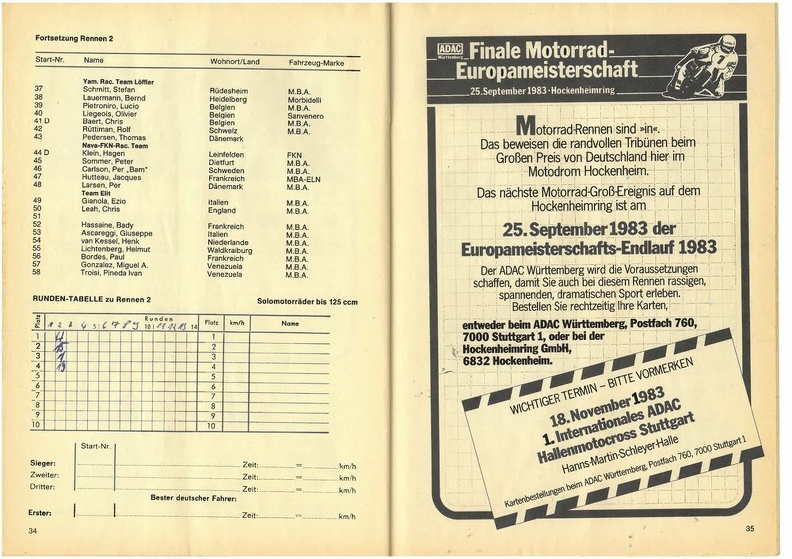 Fortsetzung Rennen 2
Start-Nr. Name Wohnort/Land Fahrzeug-Marke
Yam. Rac. Team Löffler
37 Schmitt, Stefan Rüdesheim M.B.A.
38 Lauermann, Bernd Heidelberg Morbidelli
39 Pietroniro, Lucio Belgien M.B.A.
40 Liegeois, Olivier Belgien Sanvenero
41 D Baert, Chris Belgien M.B.A.
42 Rüttiman, Rolf Schweiz M.B.A.
43 Pedersen, Thomas Dänemark
Nava-FKN-Rac. Team
44 D Klein, Hagen Leinfelden FKN
45 Sommer, Peter Dietfurt M.B.A.
46 Carlson, Per „Bam" Schweden M.B.A.
47 Hutteau, Jacques Frankreich MBA-ELN
48 Larsen, Per Dänemark M.B.A.
Team Elit
49 Gianola, Ezio Italien M.B.A.
50 Leah, Chris England M.B.A.
51
52 Hassaine, Bady Frankreich M.B.A.
53 Ascareggi, Giuseppe Italien M.B.A.
54 van Kessel, Henk Niederlande M.B.A.
55 Lichtenberg, Helmut Waldkraiburg M.B.A.
56 Bordes, Paul Frankreich M.B.A.
57 Gonzalez, Miguel A. Venezuela M.B.A.
58 Troisi, Pineda Ivan Venezuela M.B.A.
RUNDEN-TABELLE zu Rennen 2 Solomotorräder bis 125 ccm
Platz Runden Platz km/h Name
1 2 3 4 5 6 7 8 9 10 11 12 13 14
1 1
2 2
3 3
4 4
5 5
6 6
7 7
8 8
9 9
10 10
Start-Nr.
Sieger: Zeit: = km/h
Zweiter: Zeit: = km/h
Dritter: Zeit: = km/h
Bester deutscher Fahrer:
Erster: Zeit: = km/h
34
ADAC
Württemberg
Finale Motorrad-
Europameisterschaft
25. September 1983 · Hockenheimring
Motorrad-Rennen sind »in«.
Das beweisen die randvollen Tribünen beim
Großen Preis von Deutschland hier im
Motodrom Hockenheim.
Das nächste Motorrad-Groß-Ereignis auf dem
Hockenheimring ist am
25. September 1983 der
Europameisterschafts-Endlauf 1983
Der ADAC Württemberg wird die Voraussetzungen
schaffen, damit Sie auch bei diesem Rennen rassigen,
spannenden, dramatischen Sport erleben.
Bestellen Sie rechtzeitig Ihre Karten,
entweder beim ADAC Württemberg, Postfach 760,
7000 Stuttgart 1, oder bei der
Hockenheimring GmbH,
6832 Hockenheim.
WICHTIGER TERMIN – BITTE VORMERKEN
18. November 1983
1. Internationales ADAC
Hallenmotocross Stuttgart
Hanns-Martin-Schleyer-Halle
Kartenbestellungen beim ADAC Württemberg, Postfach 760, 7000 Stuttgart 1
35